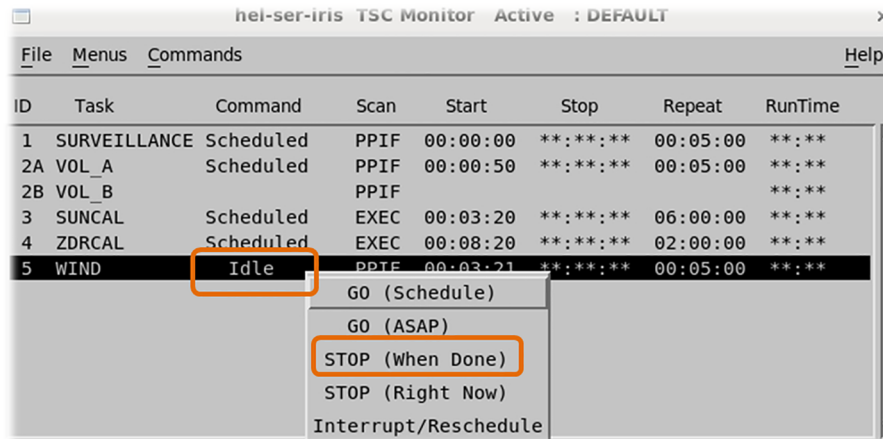 hel-ser-iris TSC Monitor Active : DEFAULT
File Menus Commands Help
ID Task Command Scan Start Stop Repeat RunTime
1 SURVEILLANCE Scheduled PPIF 00:00:00 **:**:** 00:05:00 **:**
2A VOL_A Scheduled PPIF 00:00:50 **:**:** 00:05:00 **:**
2B VOL_B PPIF **:**
3 SUNCAL Scheduled EXEC 00:03:20 **:**:** 06:00:00 **:**
4 ZDRCAL Scheduled EXEC 00:08:20 **:**:** 02:00:00 **:**
5 WIND Idle PPIF 00:03:21 **:**:** 00:05:00 **:**
GO (Schedule)
GO (ASAP)
STOP (When Done)
STOP (Right Now)
Interrupt/Reschedule